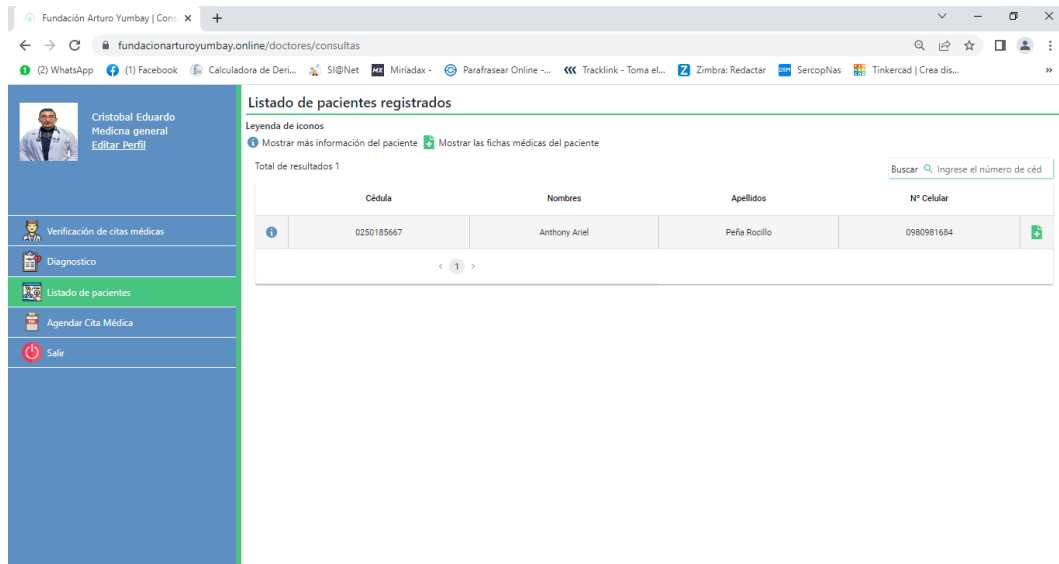 Fundación Arturo Yumbay | Cons
fundacionarturoyumbay.online/doctores/consultas
(2) WhatsApp (1) Facebook Calculadora de Deri... SI@Net MX Miríadax - Parafrasear Online -... Tracklink - Toma el... Z Zimbra: Redactar SercopNas Tinkercad | Crea dis... »
Cristobal Eduardo
Medicna general
Editar Perfil
Verificación de citas médicas
Diagnostico
Listado de pacientes
Agendar Cita Médica
Salir
Listado de pacientes registrados
Leyenda de iconos
Mostrar más información del paciente Mostrar las fichas médicas del paciente
Total de resultados 1
Buscar Ingrese el número de céd
Cédula Nombres Apellidos Nº Celular
0250185667 Anthony Ariel Peña Rocillo 0980981684
< 1 >